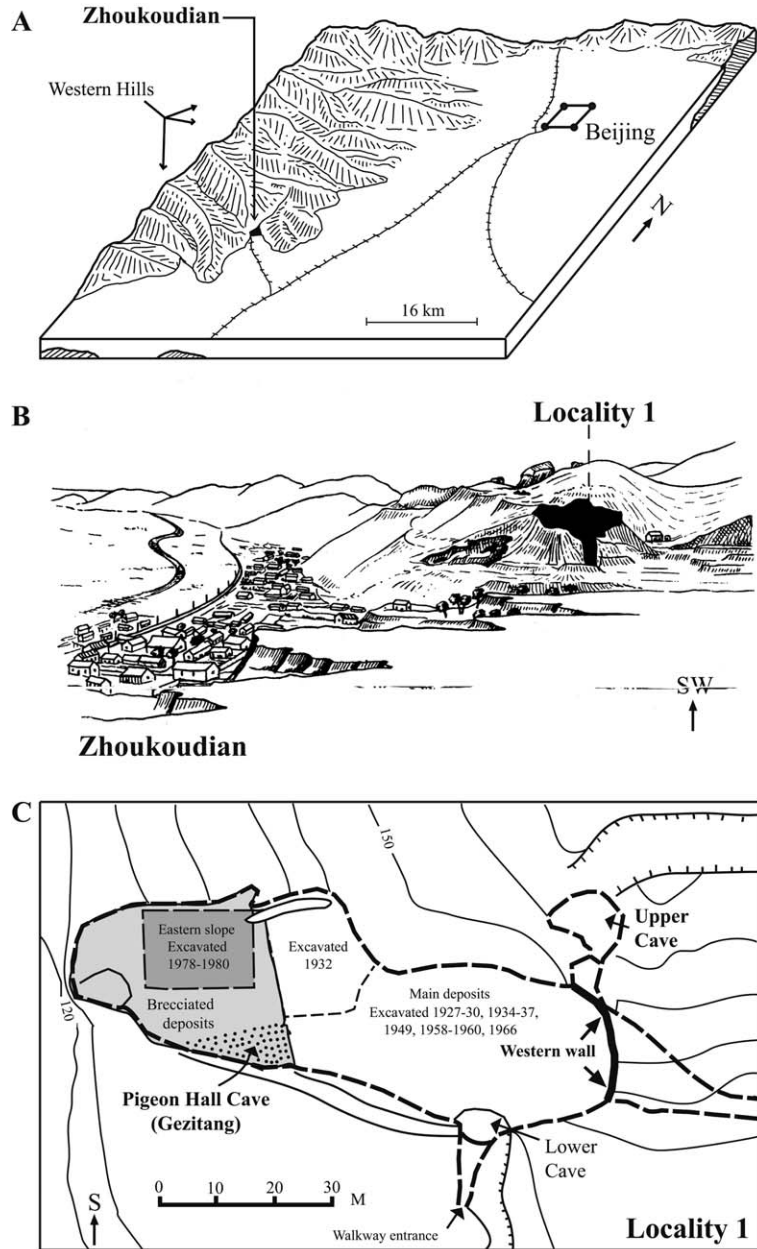 A
Zhoukoudian
Western Hills
Beijing
N
16 km
B
Locality 1
SW
Zhoukoudian
C
150
Upper
Cave
Eastern slope
Excavated
1978-1980
Excavated
1932
Main deposits
Excavated 1927-30, 1934-37,
1949, 1958-1960, 1966
Brecciated
deposits
120
Western wall
Pigeon Hall Cave
(Gezitang)
Lower
Cave
0 10 20 30
M
S
Walkway entrance
Locality 1